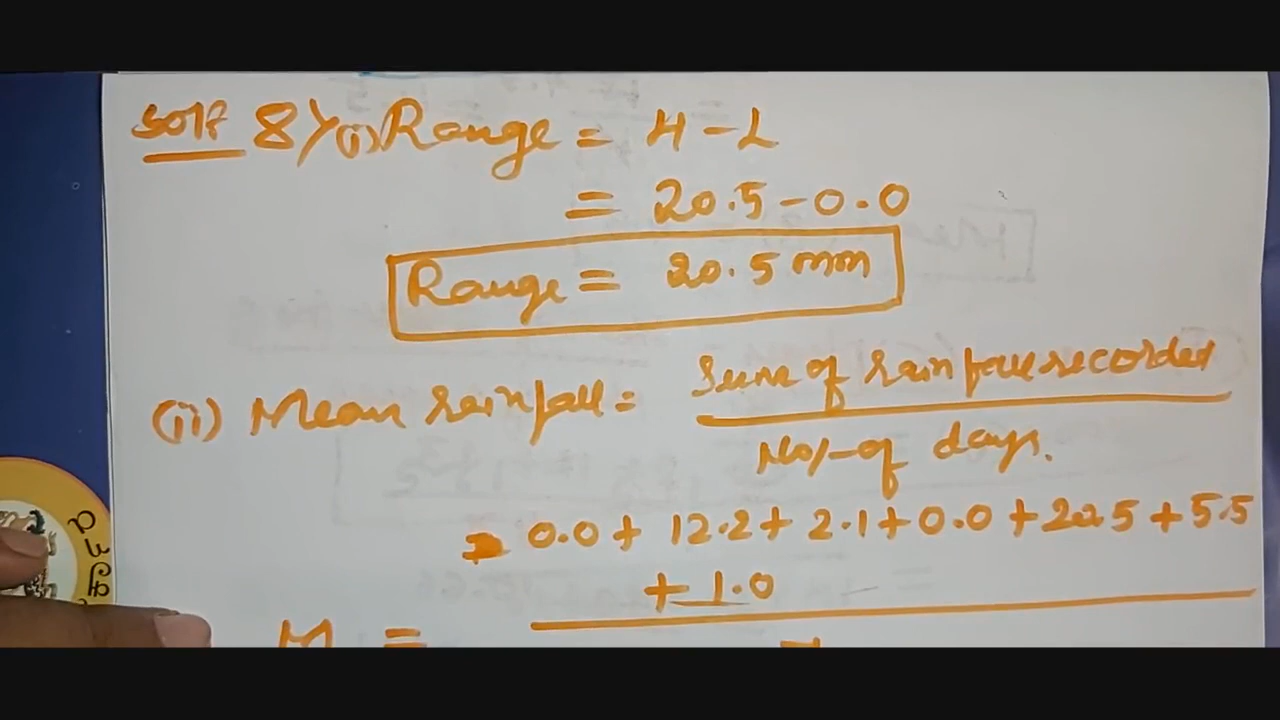 Solf 8) (i) Range = H - L
= 20.5 - 0.0
Range = 20.5 mm
(ii) Mean rainfall = Sum of rainfall recorded
No/- of days.
= 0.0 + 12.2 + 2.1 + 0.0 + 20.5 + 5.5
+ 1.0
M =